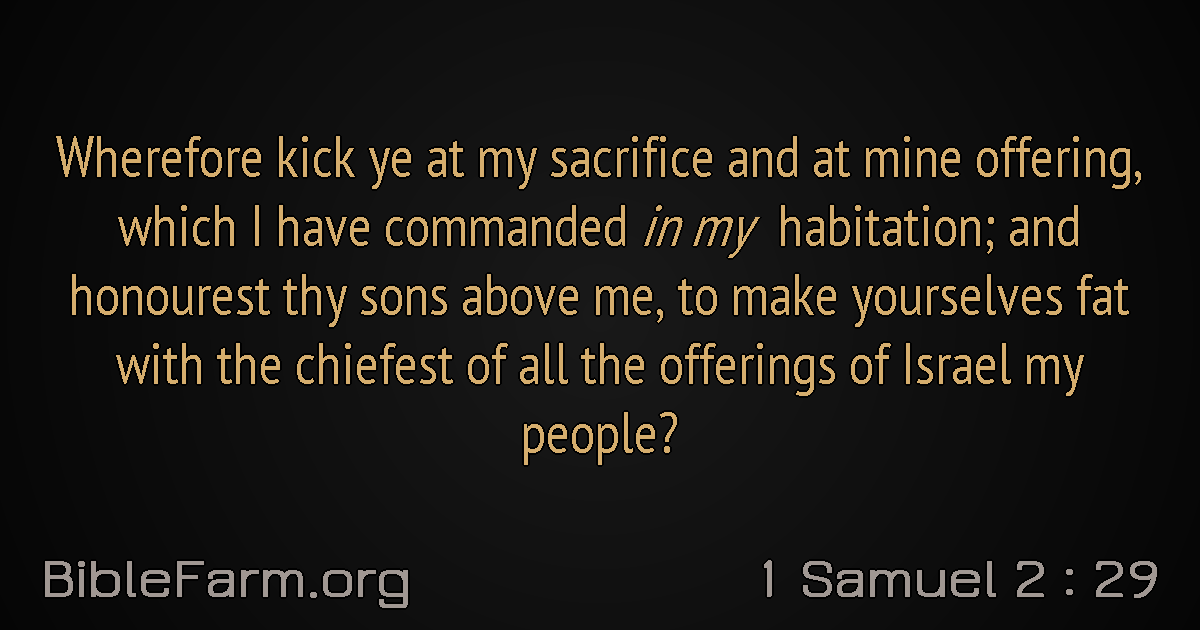 Wherefore kick ye at my sacrifice and at mine offering,
which I have commanded in my habitation; and
honourest thy sons above me, to make yourselves fat
with the chiefest of all the offerings of Israel my
people?
BibleFarm.org
1 Samuel 2 : 29